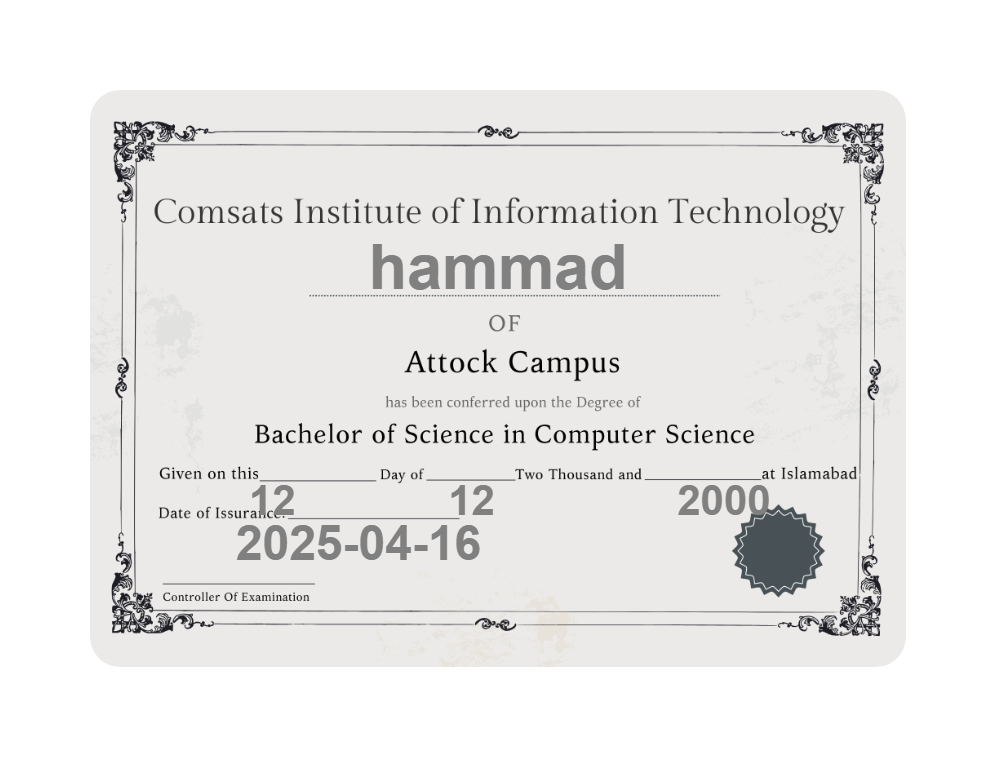 Comsats Institute of Information Technology
hammad
OF
Attock Campus
has been conferred upon the Degree of
Bachelor of Science in Computer Science
Given on this Day of Two Thousand and at Islamabad
12 12 2000
Date of Issurance:
2025-04-16
Controller Of Examination